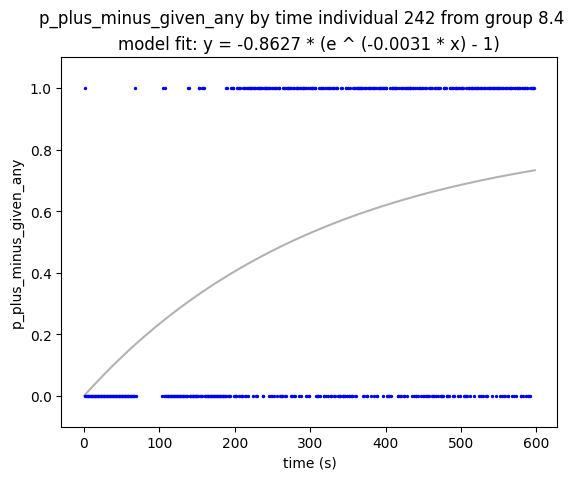 p_plus_minus_given_any by time individual 242 from group 8.4
model fit: y = -0.8627 * (e ^ (-0.0031 * x) - 1)
1.0
0.8
0.6
0.4
0.2
0.0
p_plus_minus_given_any
0 100 200 300 400 500 600
time (s)